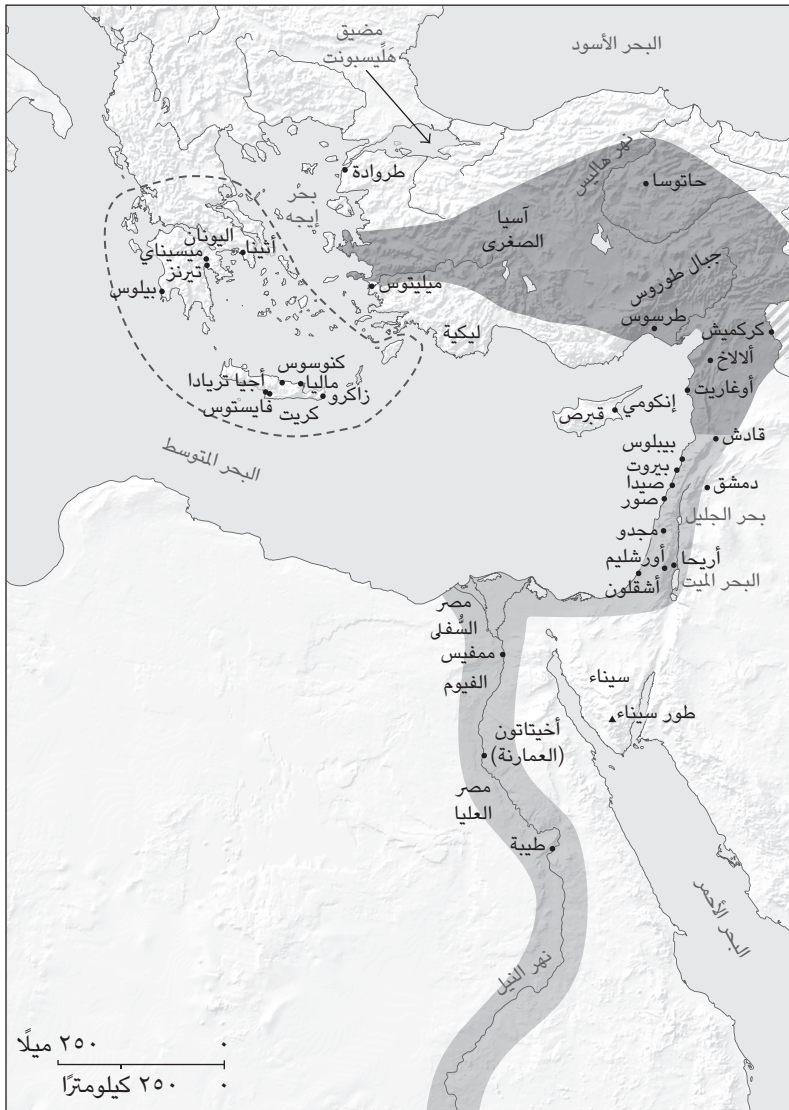 مضيق
هَلِّيسبونت
البحر الأسود
طروادة
بحر
إيجه
نهر هاليس
حاتوسا
آسيا
الصغرى
جبال طوروس
اليونان
أثينا
ميسيناي
تيرنز
بيلوس
ميليتوس
طرسوس
كركميش
ليكية
ألالاخ
أوغاريت
كنوسوس
ماليا
أجيا تريادا
زاكرو
فايستوس
كريت
إنكومي
قبرص
قادش
بيبلوس
بيروت
صيدا
دمشق
صور
بحر الجليل
البحر المتوسط
مجدو
أورشليم
أريحا
أشقلون
البحر الميت
مصر
السُّفلى
ممفيس
الفيوم
سيناء
طور سيناء
أخيتاتون
(العمارنة)
مصر
العليا
طيبة
البحر الأحمر
نهر النيل
٠ ٢٥٠ ميلًا
٠ ٢٥٠ كيلومترًا